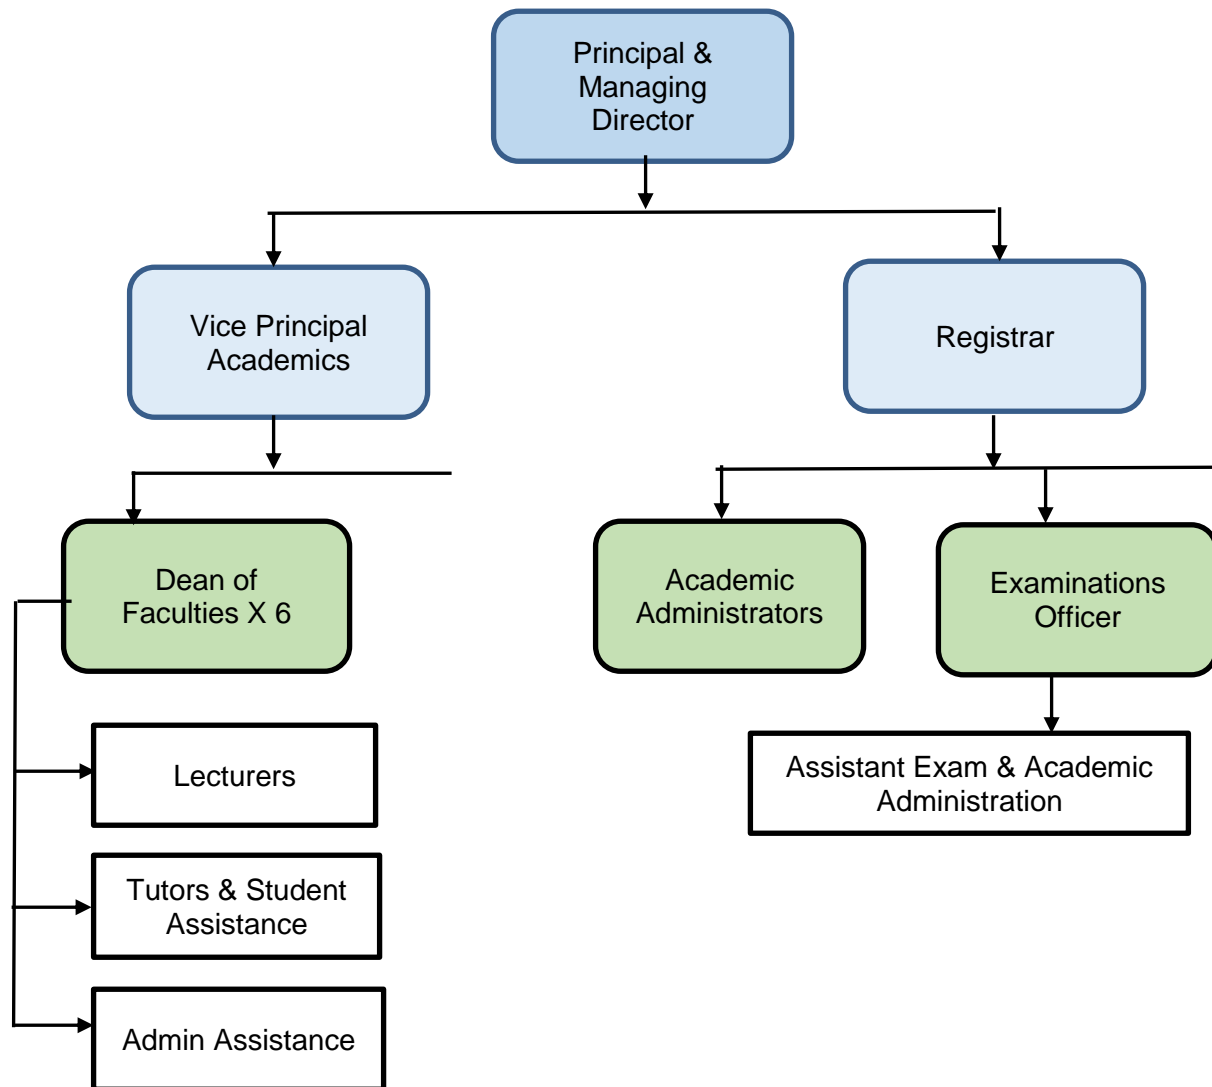 Principal &
Managing
Director
Vice Principal
Academics
Registrar
Dean of
Faculties X 6
Academic
Administrators
Examinations
Officer
Lecturers
Assistant Exam & Academic
Administration
Tutors & Student
Assistance
Admin Assistance